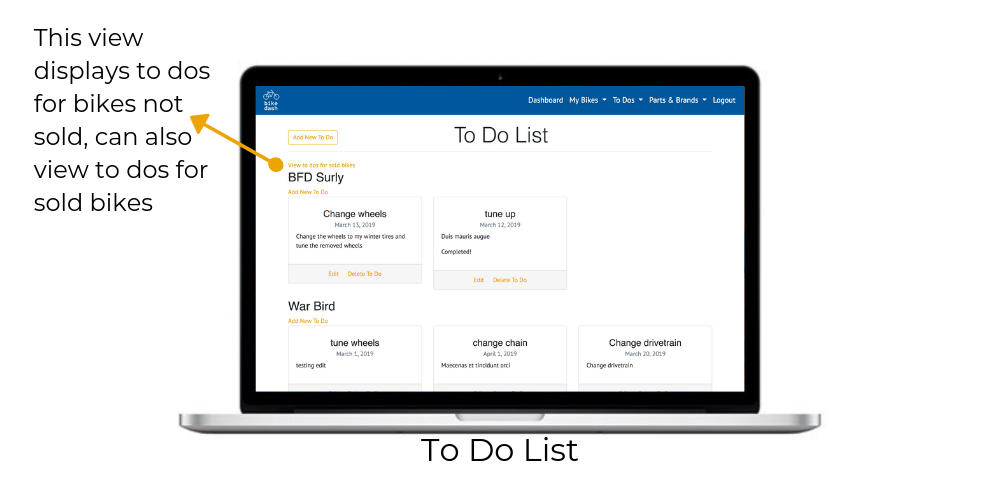 This view
displays to dos
for bikes not
sold, can also
view to dos for
sold bikes
bike
dash
Dashboard My Bikes To Dos Parts & Brands Logout
Add New To Do
To Do List
View to dos for sold bikes
BFD Surly
Add New To Do
Change wheels
March 13, 2019
Change the wheels to my winter tires and
tune the removed wheels
Edit Delete To Do
tune up
March 12, 2019
Duis mauris augue
Completed!
Edit Delete To Do
War Bird
Add New To Do
tune wheels
March 1, 2019
testing edit
change chain
April 1, 2019
Maecenas et tincidunt orci
Change drivetrain
March 20, 2019
Change drivetrain
To Do List